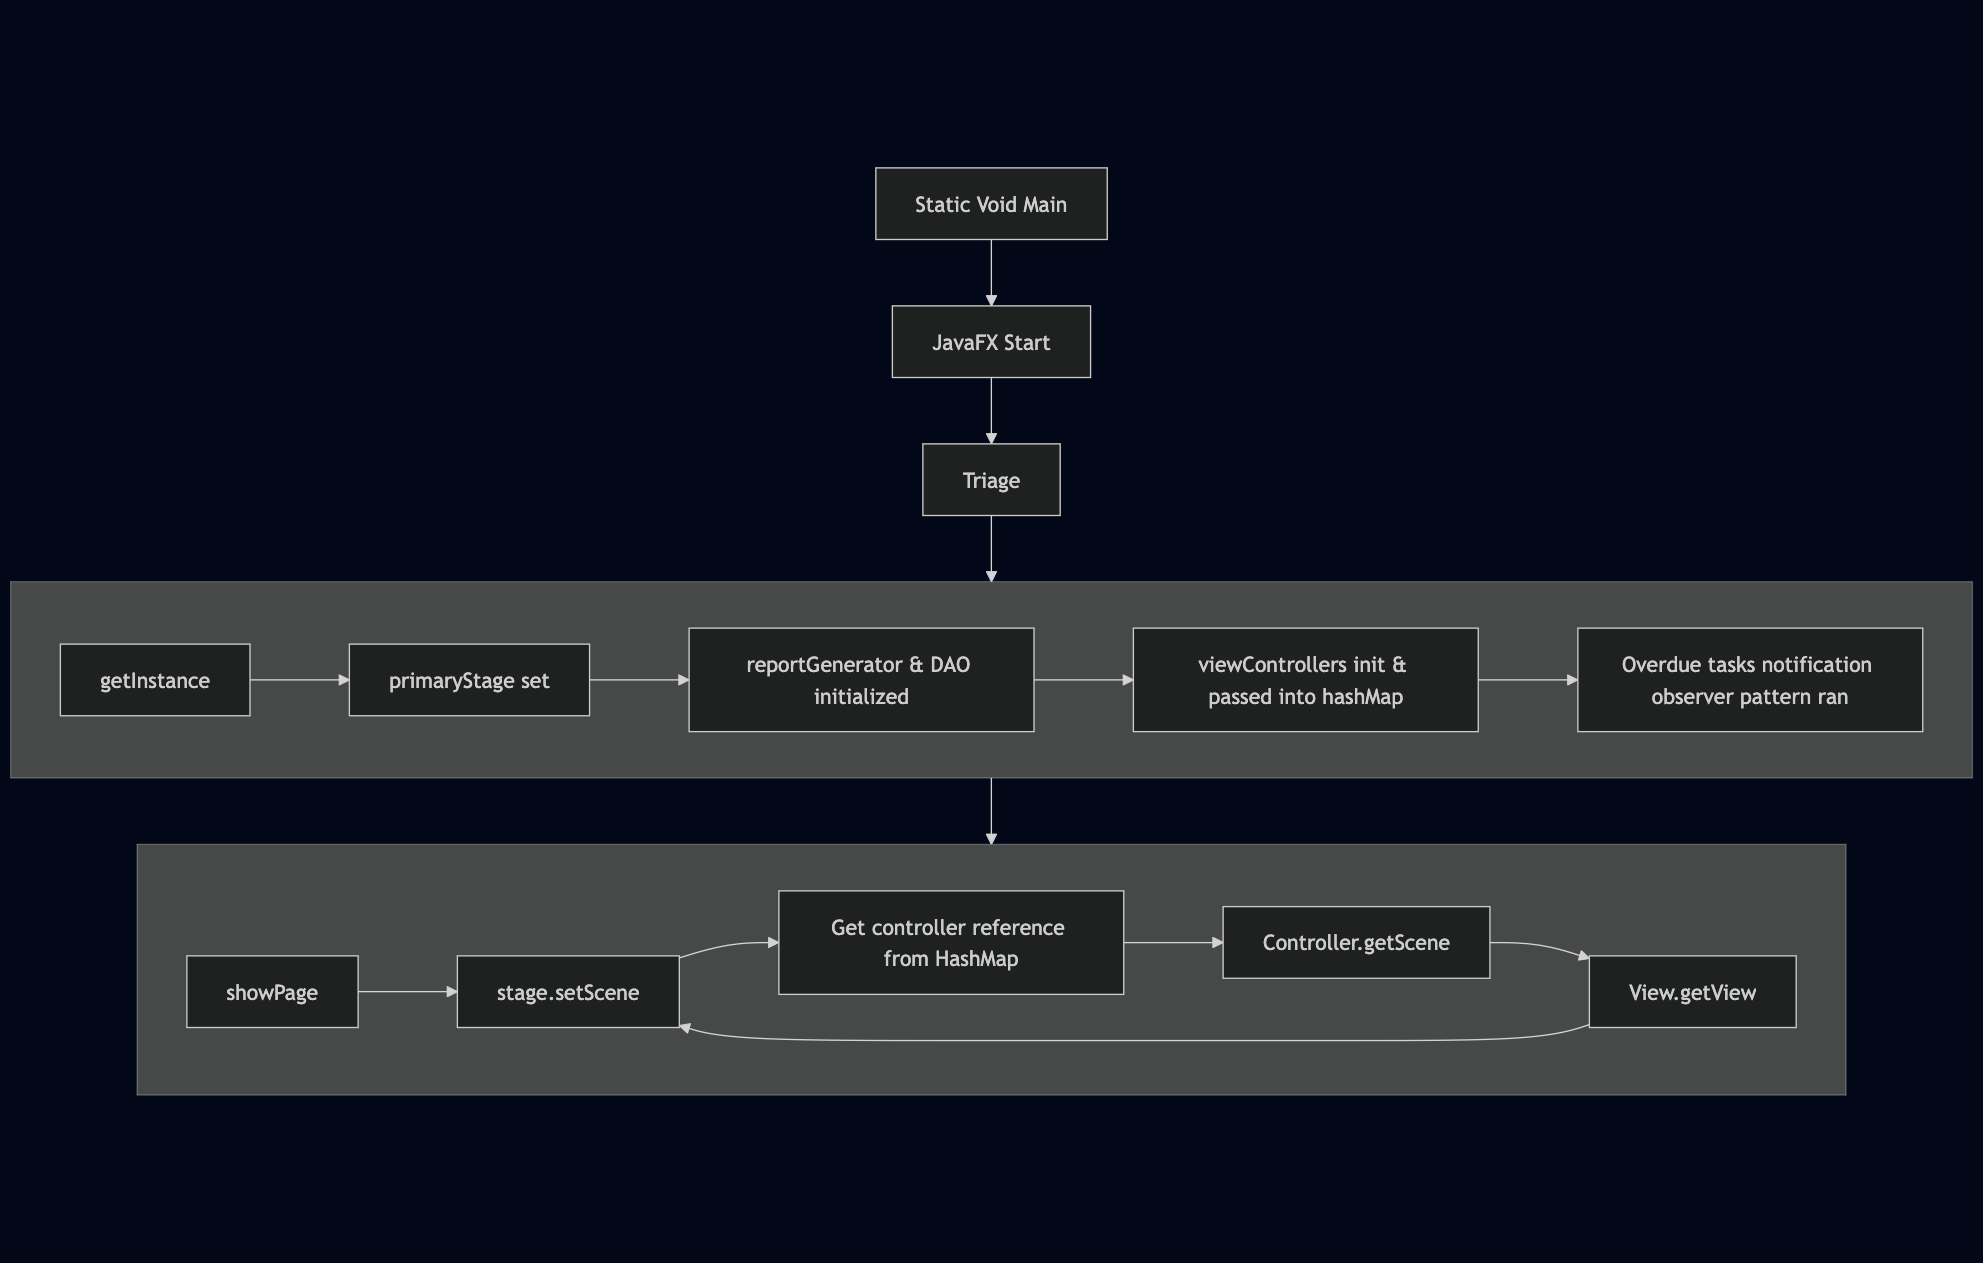 Static Void Main
JavaFX Start
Triage
getInstance
primaryStage set
reportGenerator & DAO
initialized
viewControllers init &
passed into hashMap
Overdue tasks notification
observer pattern ran
showPage
stage.setScene
Get controller reference
from HashMap
Controller.getScene
View.getView